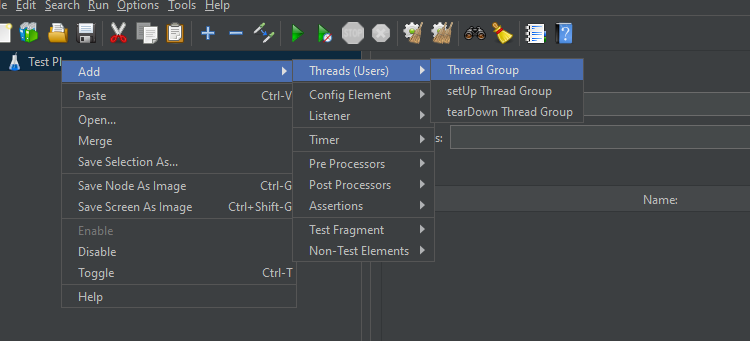 le Edit Search Run Options Tools Help
Test Pl
Add
Paste Ctrl-V
Open...
Merge
Save Selection As...
Save Node As Image Ctrl-G
Save Screen As Image Ctrl+Shift-G
Enable
Disable
Toggle Ctrl-T
Help
Threads (Users)
Config Element
Listener
Timer
Pre Processors
Post Processors
Assertions
Test Fragment
Non-Test Elements
Thread Group
setUp Thread Group
tearDown Thread Group
s:
Name: